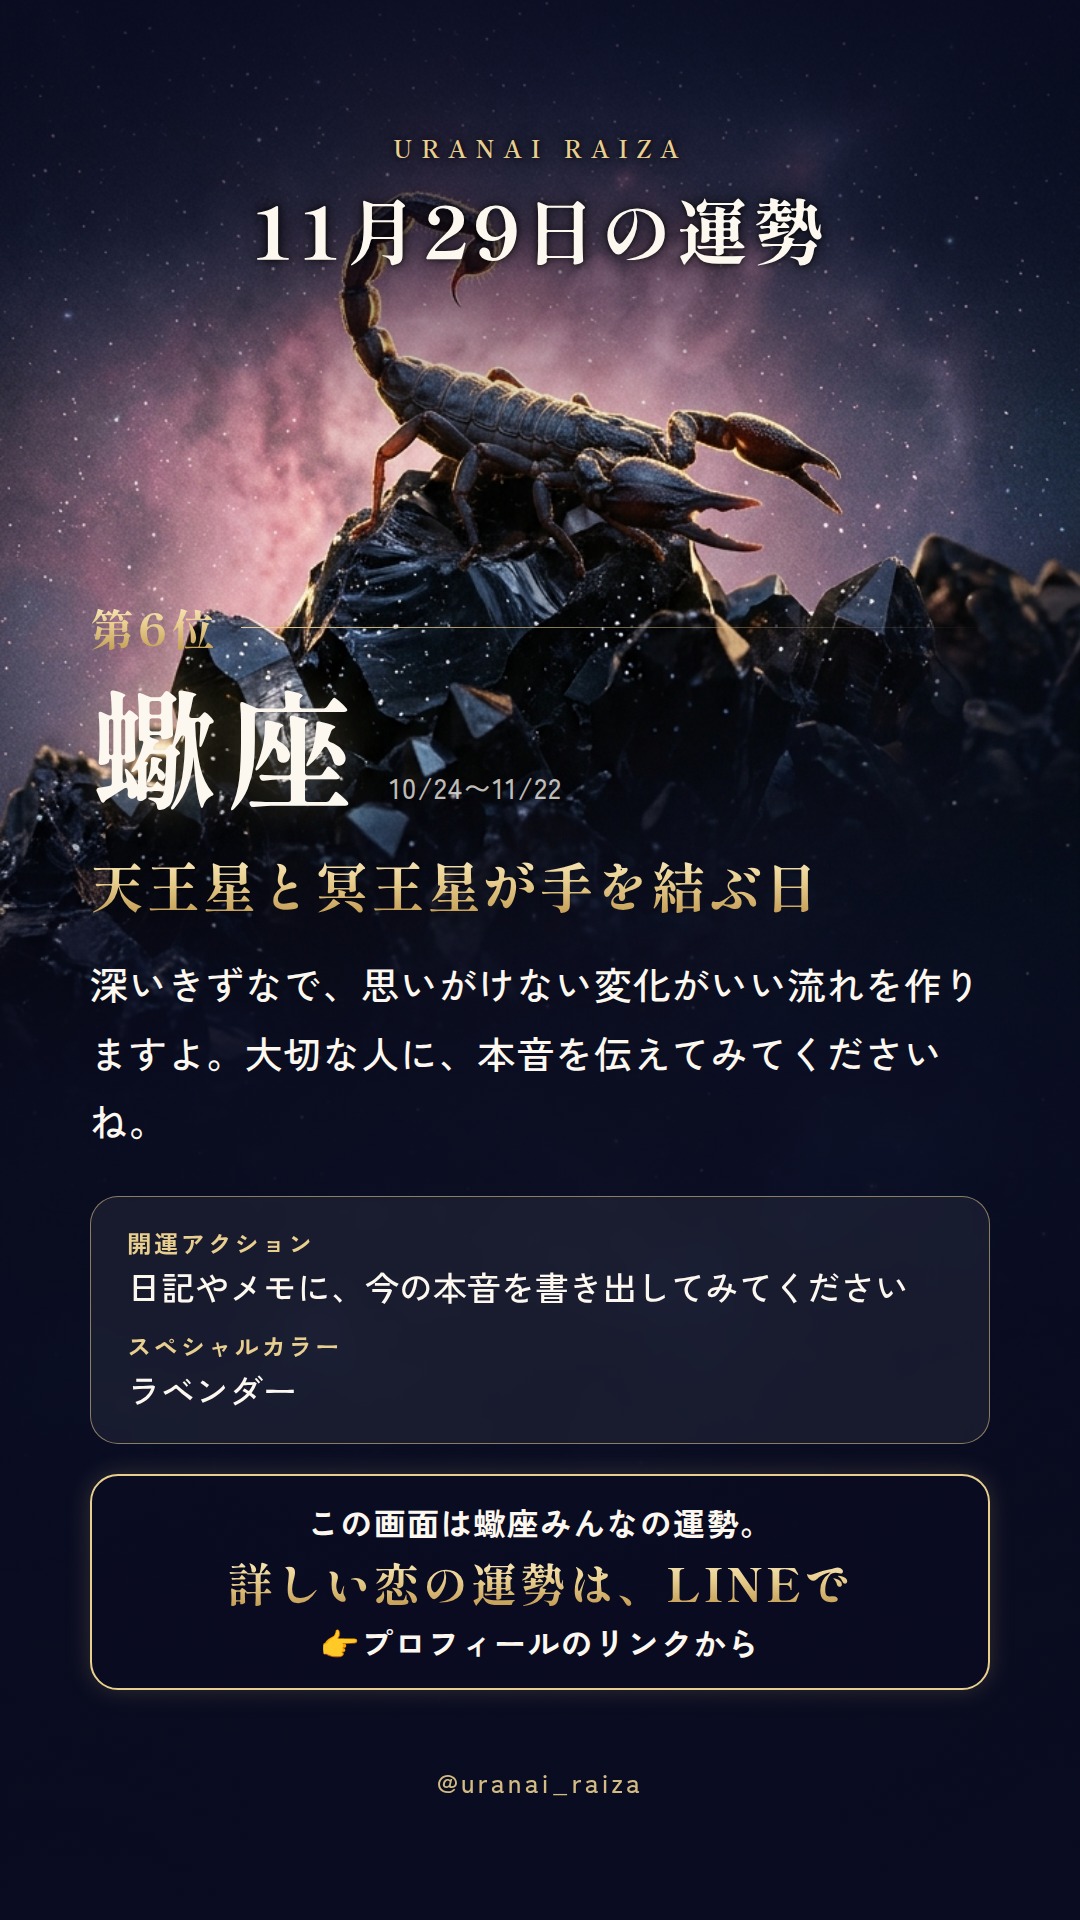 URANAI RAIZA
11月29日の運勢
第6位
蠍座 10/24〜11/22
天王星と冥王星が手を結ぶ日
深いきずなで、思いがけない変化がいい流れを作り
ますよ。大切な人に、本音を伝えてみてください
ね。
開運アクション
日記やメモに、今の本音を書き出してみてください
スペシャルカラー
ラベンダー
この画面は蠍座みんなの運勢。
詳しい恋の運勢は、LINEで
👉プロフィールのリンクから
@uranai_raiza